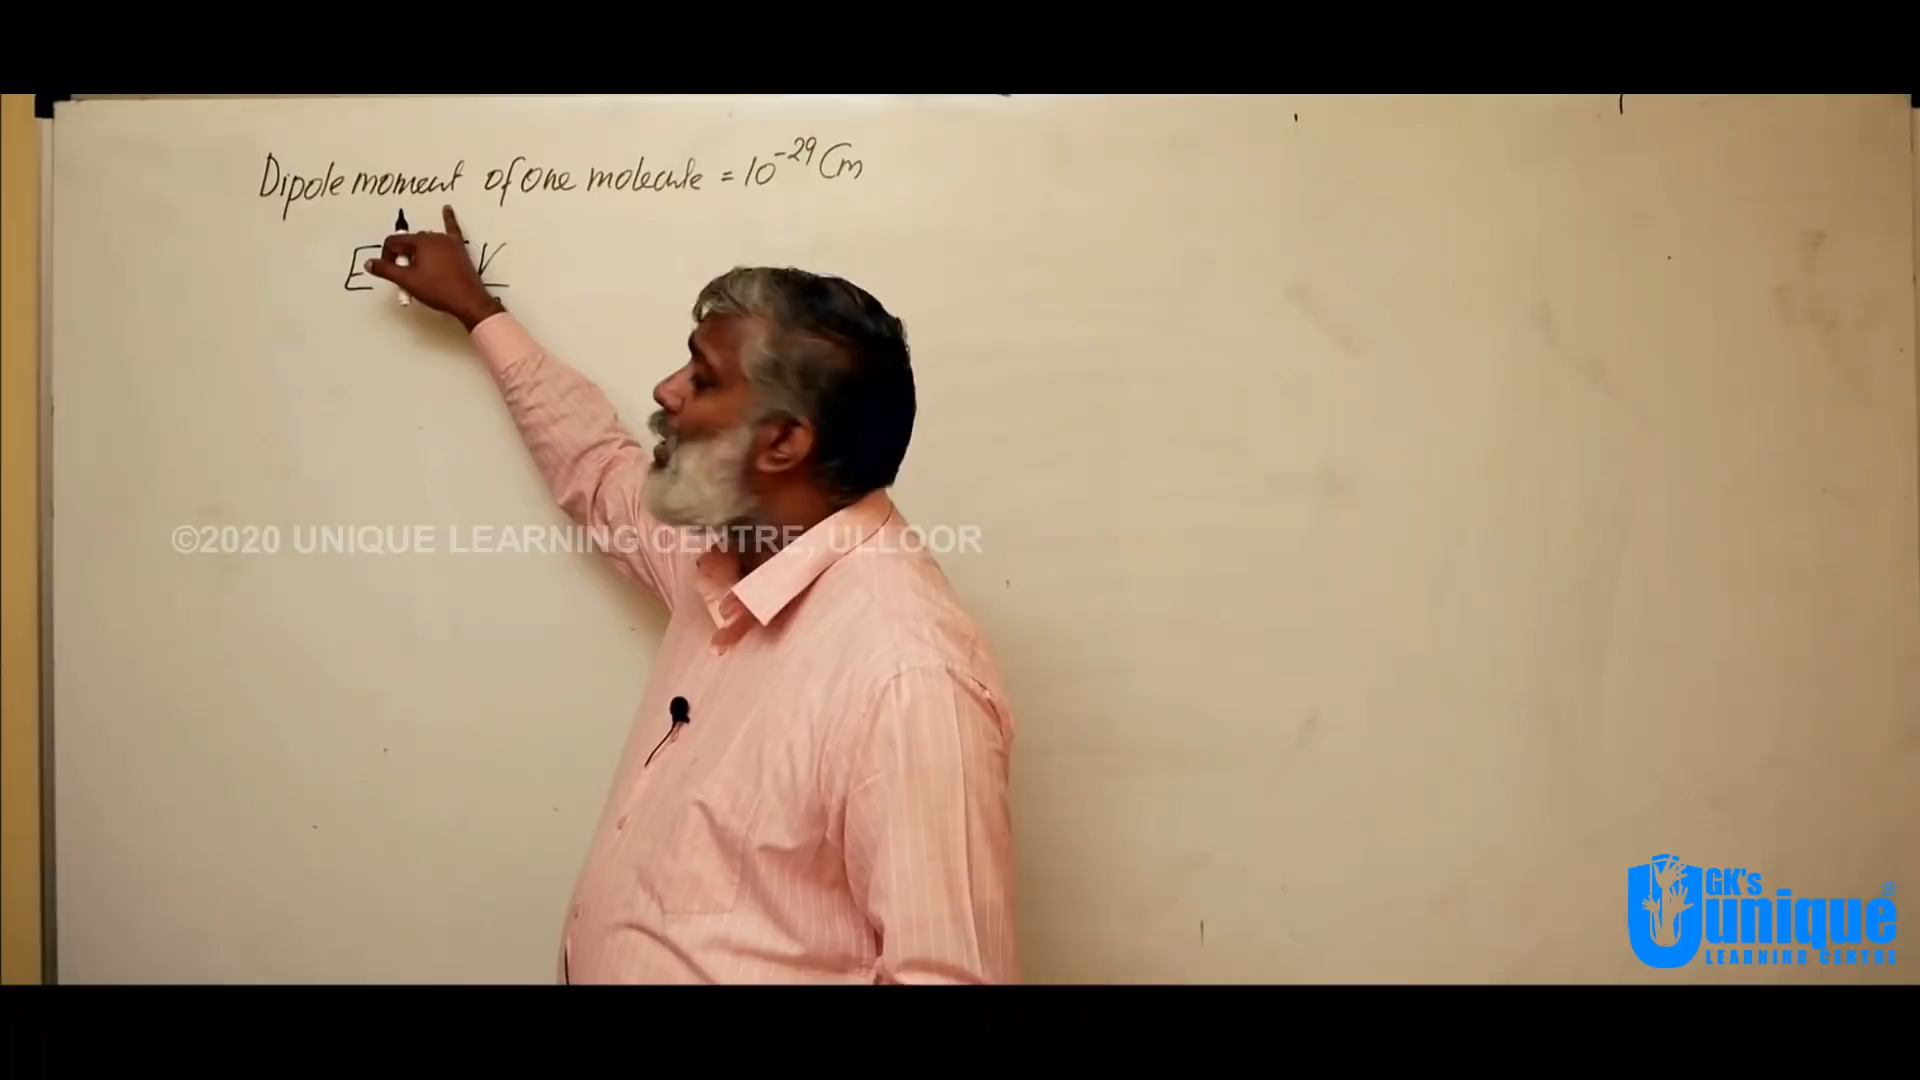 Dipole moment of one molecule = 10⁻²⁹ Cm
E V
©2020 UNIQUE LEARNING CENTRE, ULLOOR
GK's
unique
LEARNING CENTRE